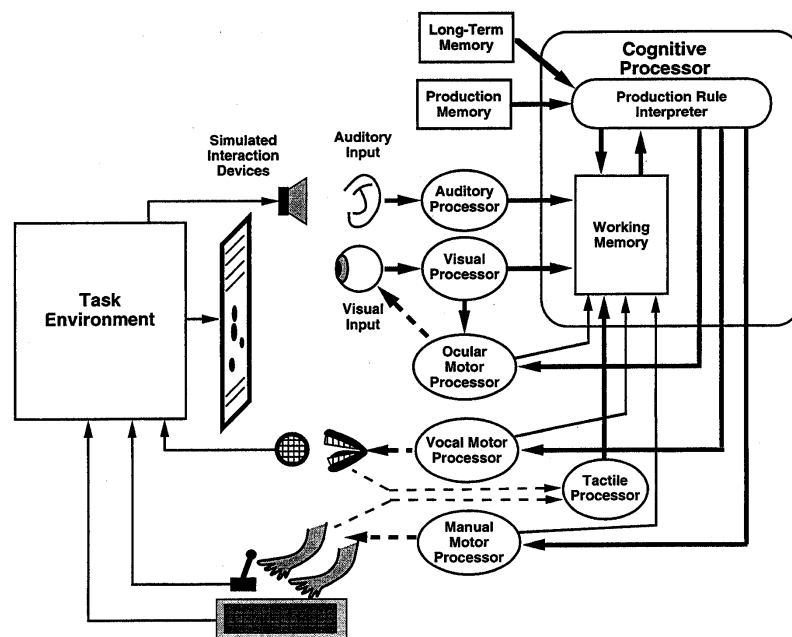 Long-Term
Memory
Cognitive
Processor
Production
Memory
Production Rule
Interpreter
Simulated
Interaction
Devices
Auditory
Input
Auditory
Processor
Working
Memory
Visual
Processor
Visual
Input
Task
Environment
Ocular
Motor
Processor
Vocal Motor
Processor
Tactile
Processor
Manual
Motor
Processor